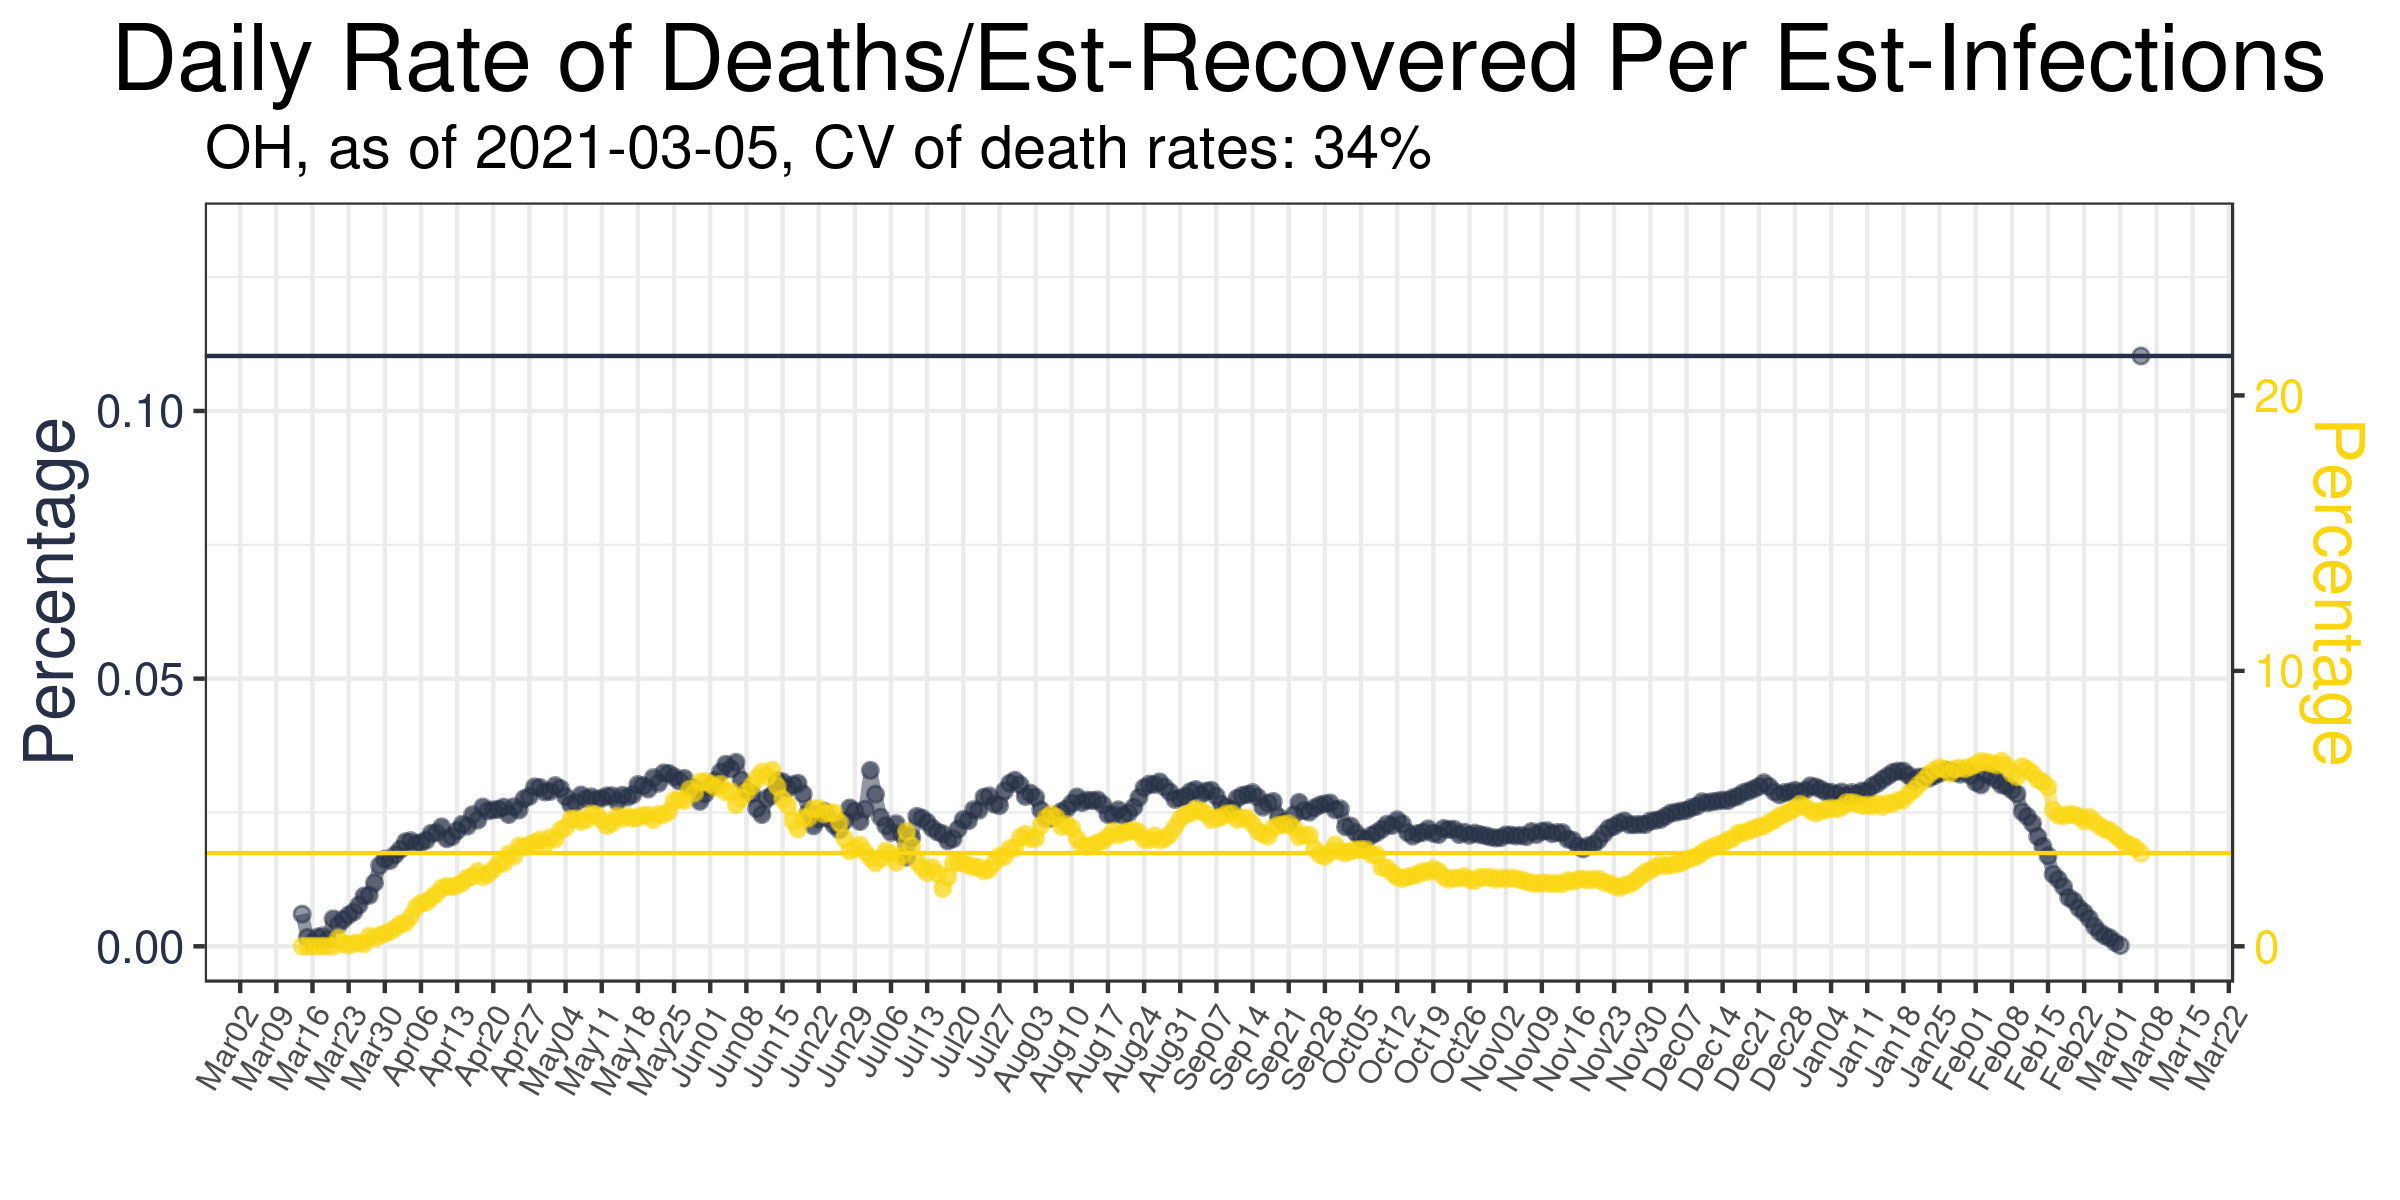 Daily Rate of Deaths/Est-Recovered Per Est-Infections
OH, as of 2021-03-05, CV of death rates: 34%
Percentage
0.10
0.05
0.00
20
10
0
Percentage
Mar02
Mar09
Mar16
Mar23
Mar30
Apr06
Apr13
Apr20
Apr27
May04
May11
May18
May25
Jun01
Jun08
Jun15
Jun22
Jun29
Jul06
Jul13
Jul20
Jul27
Aug03
Aug10
Aug17
Aug24
Aug31
Sep07
Sep14
Sep21
Sep28
Oct05
Oct12
Oct19
Oct26
Nov02
Nov09
Nov16
Nov23
Nov30
Dec07
Dec14
Dec21
Dec28
Dec04
Jan11
Jan18
Jan25
Jan25
Feb01
Feb08
Feb15
Feb22
Mar01
Mar08
Mar15
Mar22